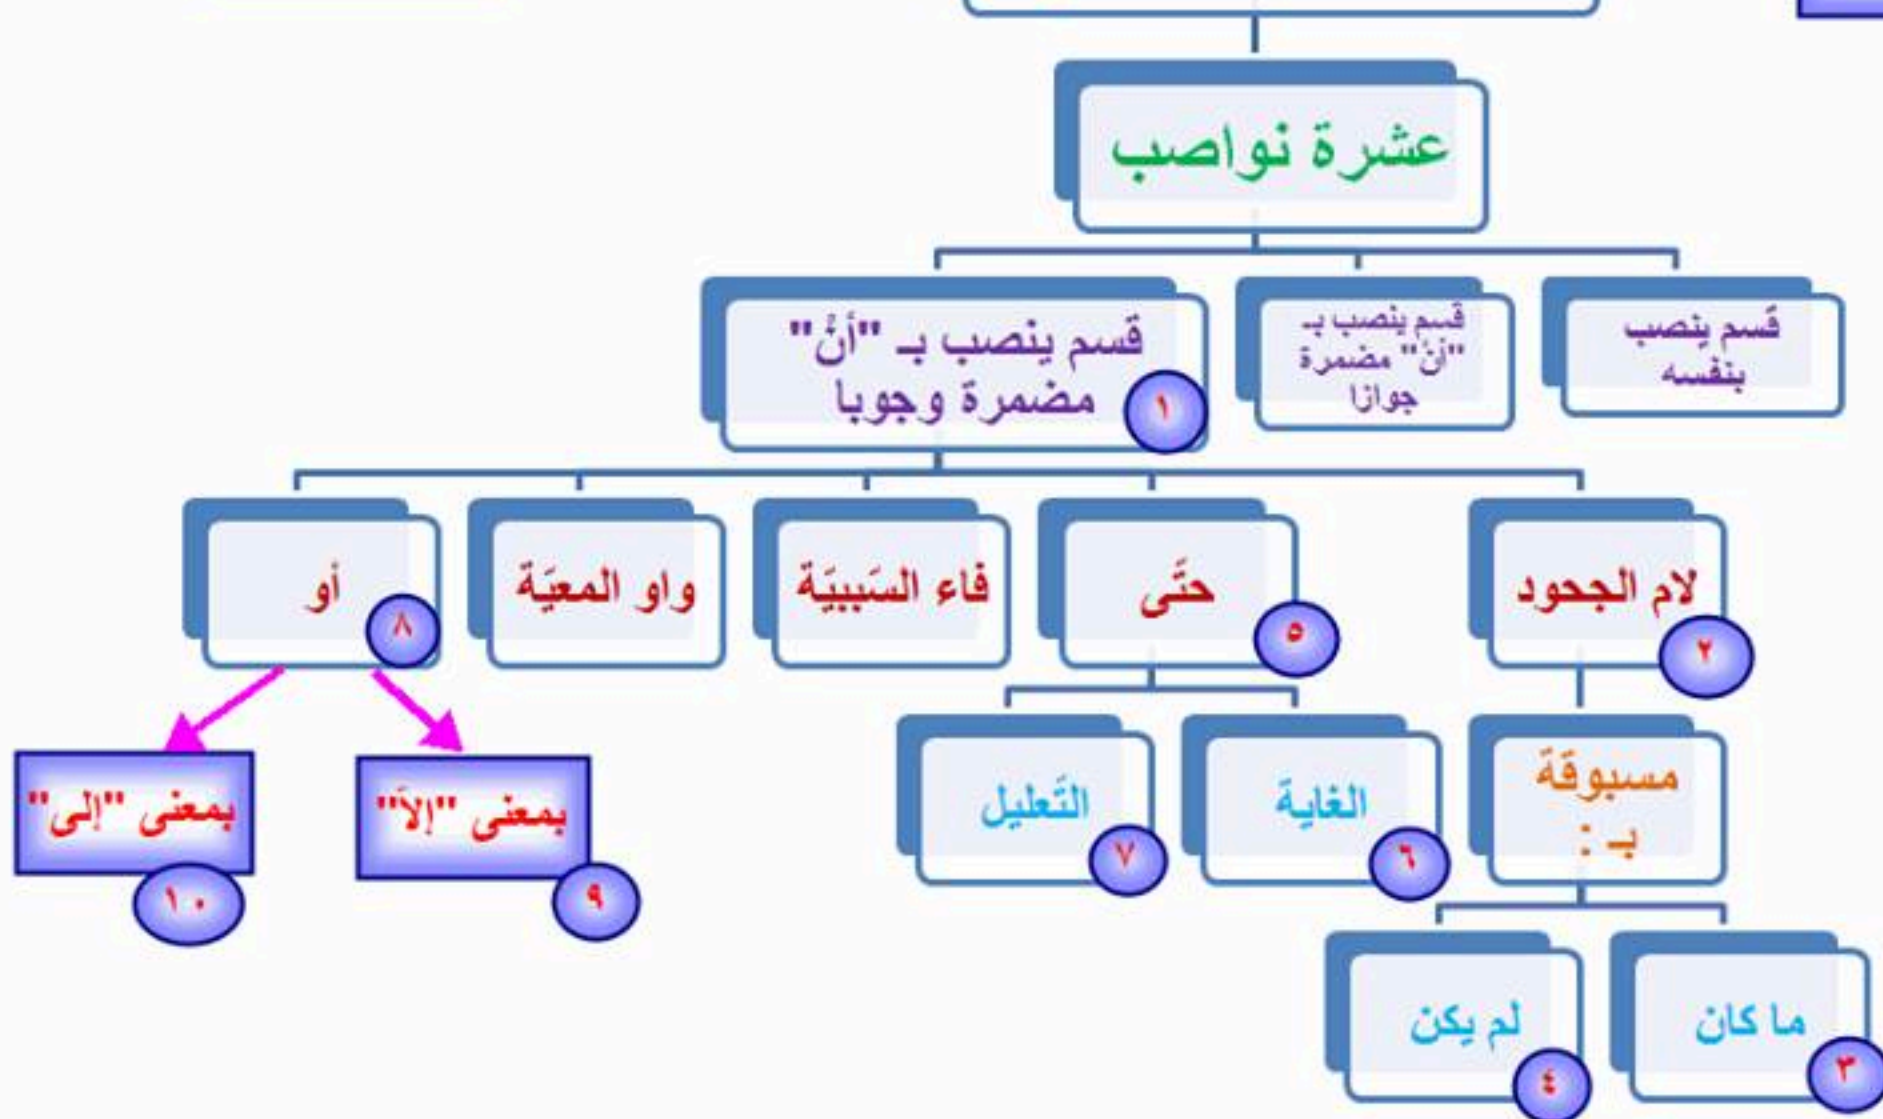 عشرة نواصب
قسم ينصب
بنفسه
قسم ينصب بـ
"أنْ" مضمرة
جوازا
قسم ينصب بـ "أنْ"
مضمرة وجوبا
١
لام الجحود
٢
حتَّى
٥
فاء السَببيَة
واو المعيَة
أو
٨
مسبوقة
بـ :
الغاية
٦
التَعليل
٧
بمعنى "إلاَ"
٩
بمعنى "إلى"
١٠
ما كان
٣
لم يكن
٤